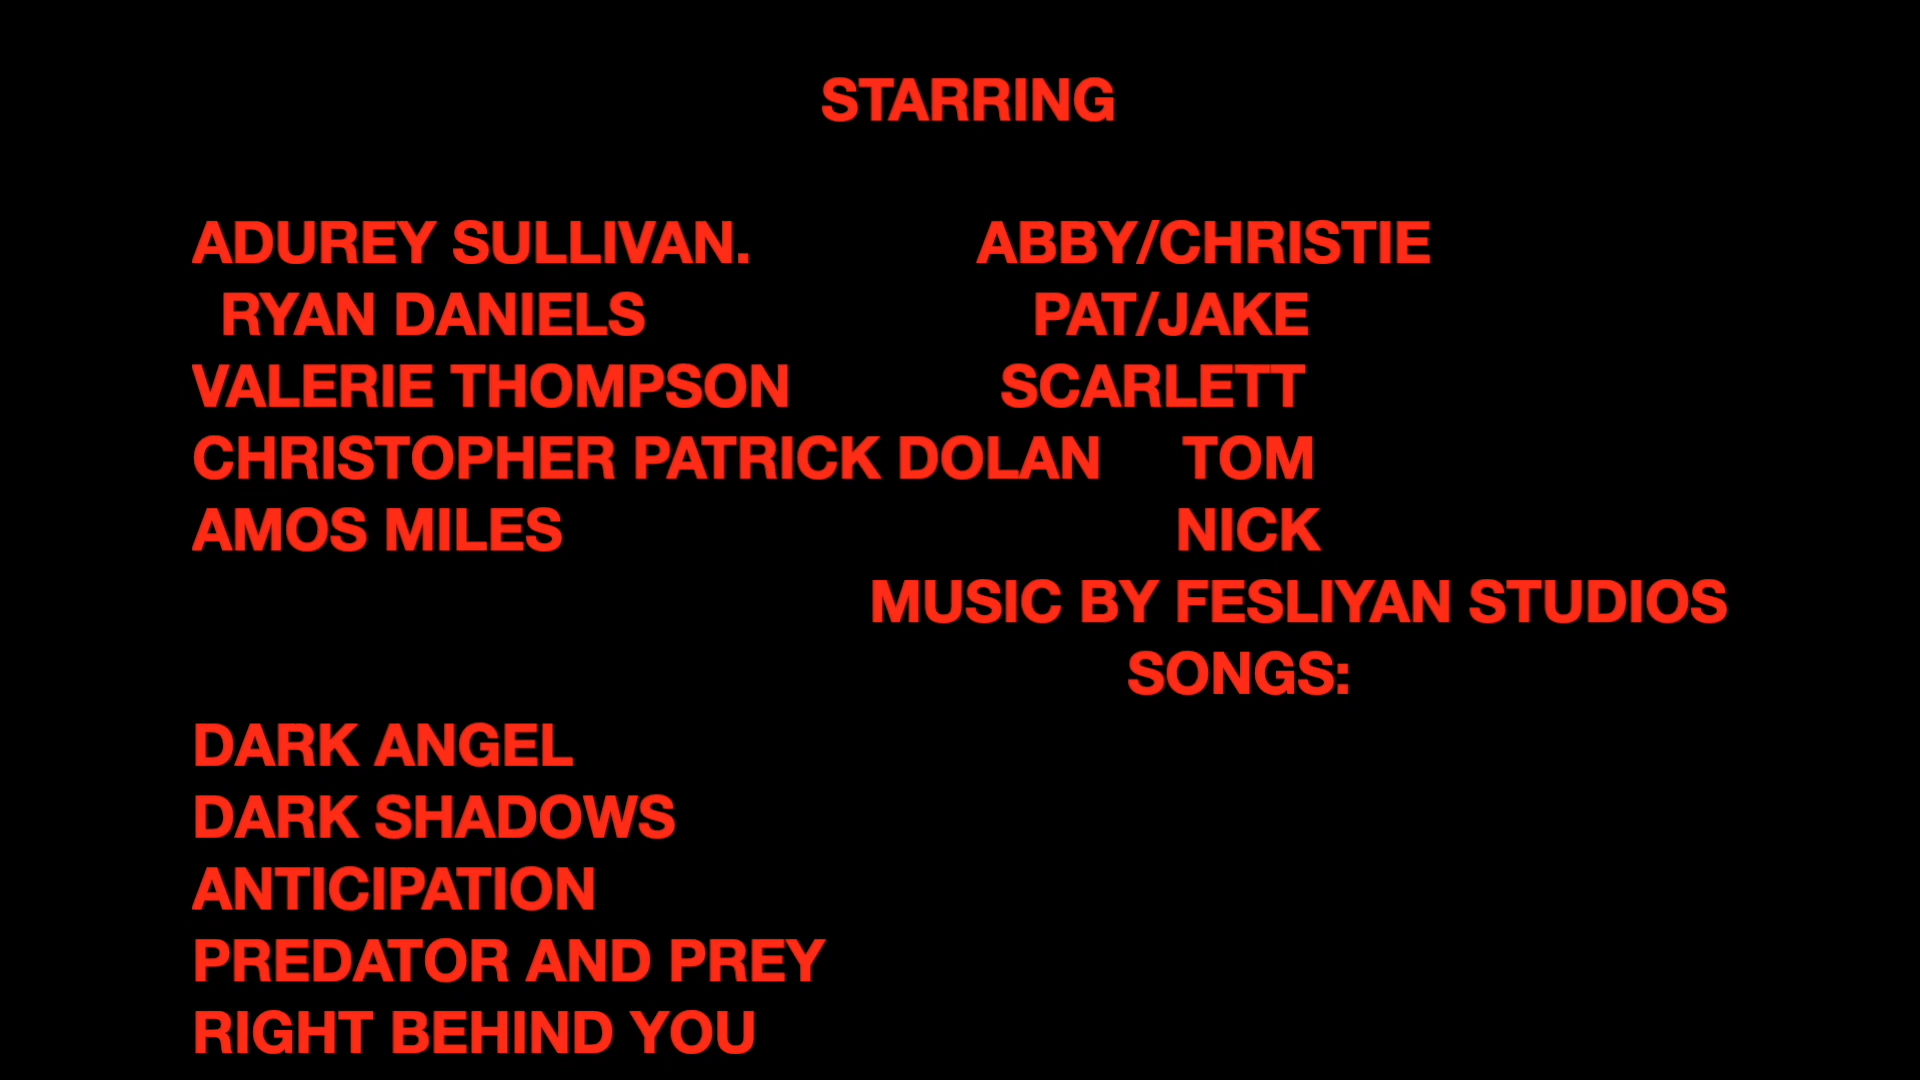 STARRING
ADUREY SULLIVAN. ABBY/CHRISTIE
RYAN DANIELS PAT/JAKE
VALERIE THOMPSON SCARLETT
CHRISTOPHER PATRICK DOLAN TOM
AMOS MILES NICK
MUSIC BY FESLIYAN STUDIOS
SONGS:
DARK ANGEL
DARK SHADOWS
ANTICIPATION
PREDATOR AND PREY
RIGHT BEHIND YOU